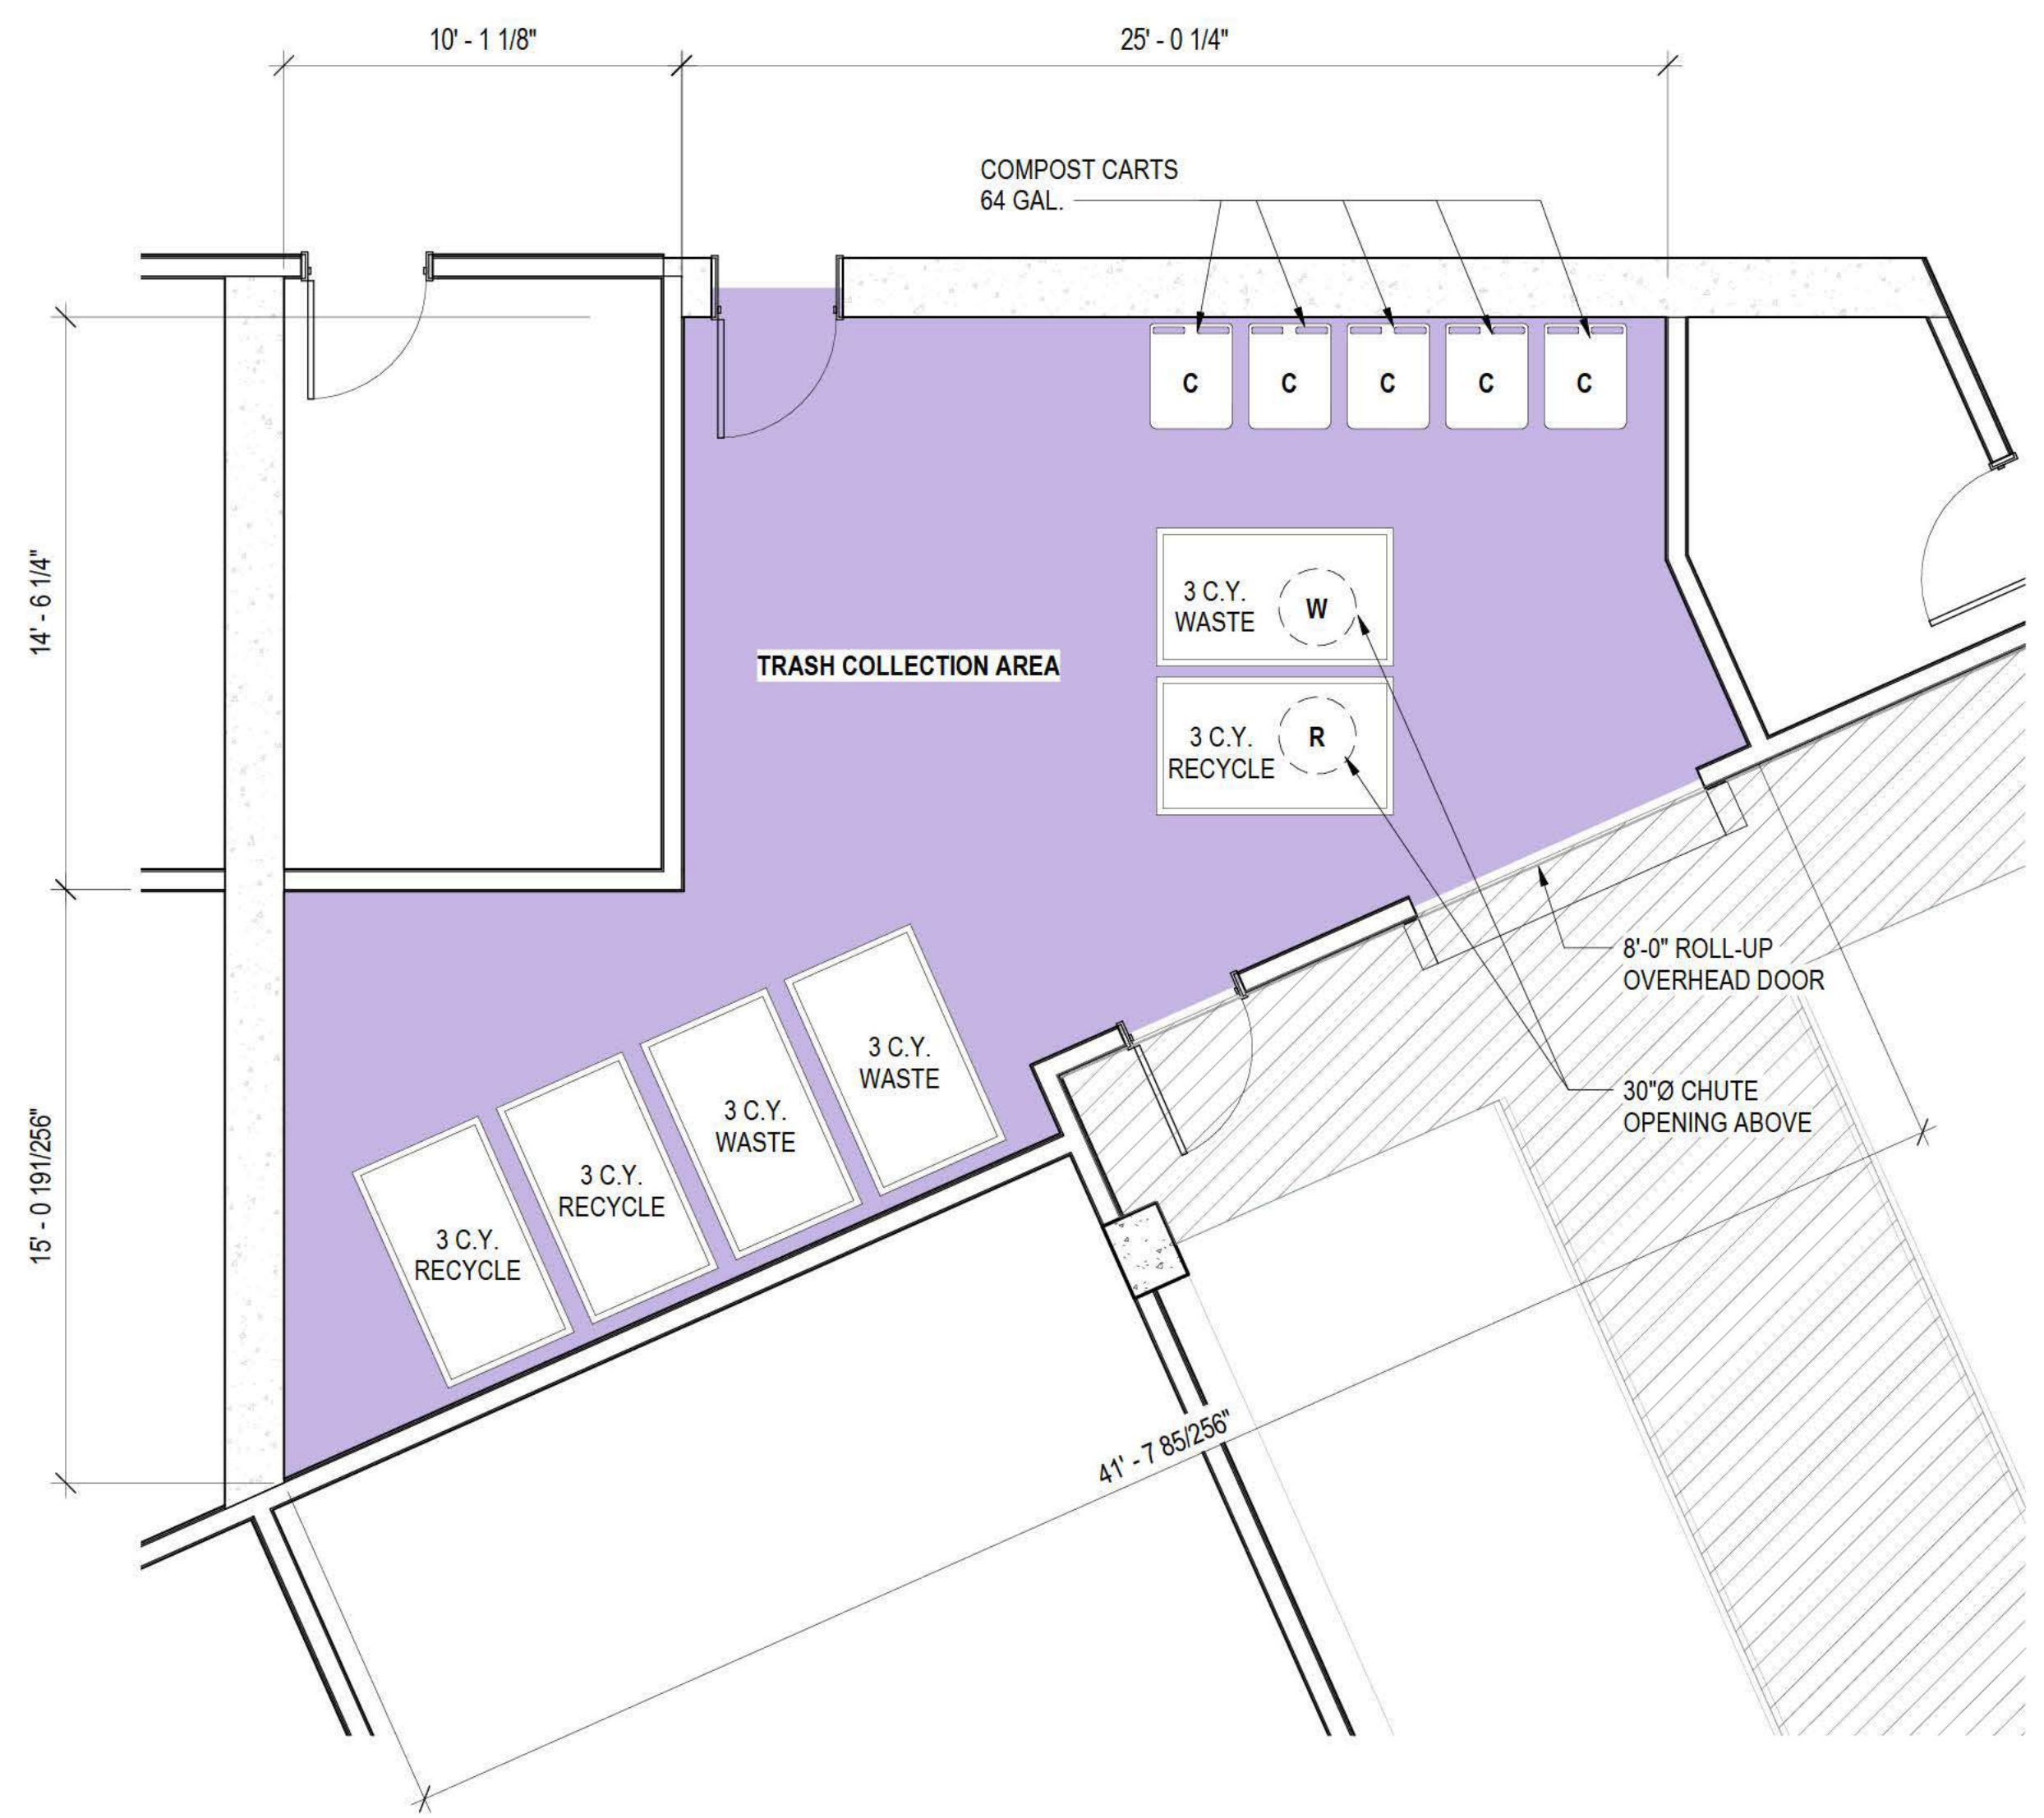 10' - 1 1/8"
25' - 0 1/4"
COMPOST CARTS
64 GAL.
C
C
C
C
C
14' - 6 1/4"
3 C.Y.
WASTE
W
TRASH COLLECTION AREA
3 C.Y.
RECYCLE
R
8'-0" ROLL-UP
OVERHEAD DOOR
3 C.Y.
WASTE
3 C.Y.
WASTE
3 C.Y.
RECYCLE
3 C.Y.
RECYCLE
30"Ø CHUTE
OPENING ABOVE
15' - 0 191/256"
41' - 7 85/256"